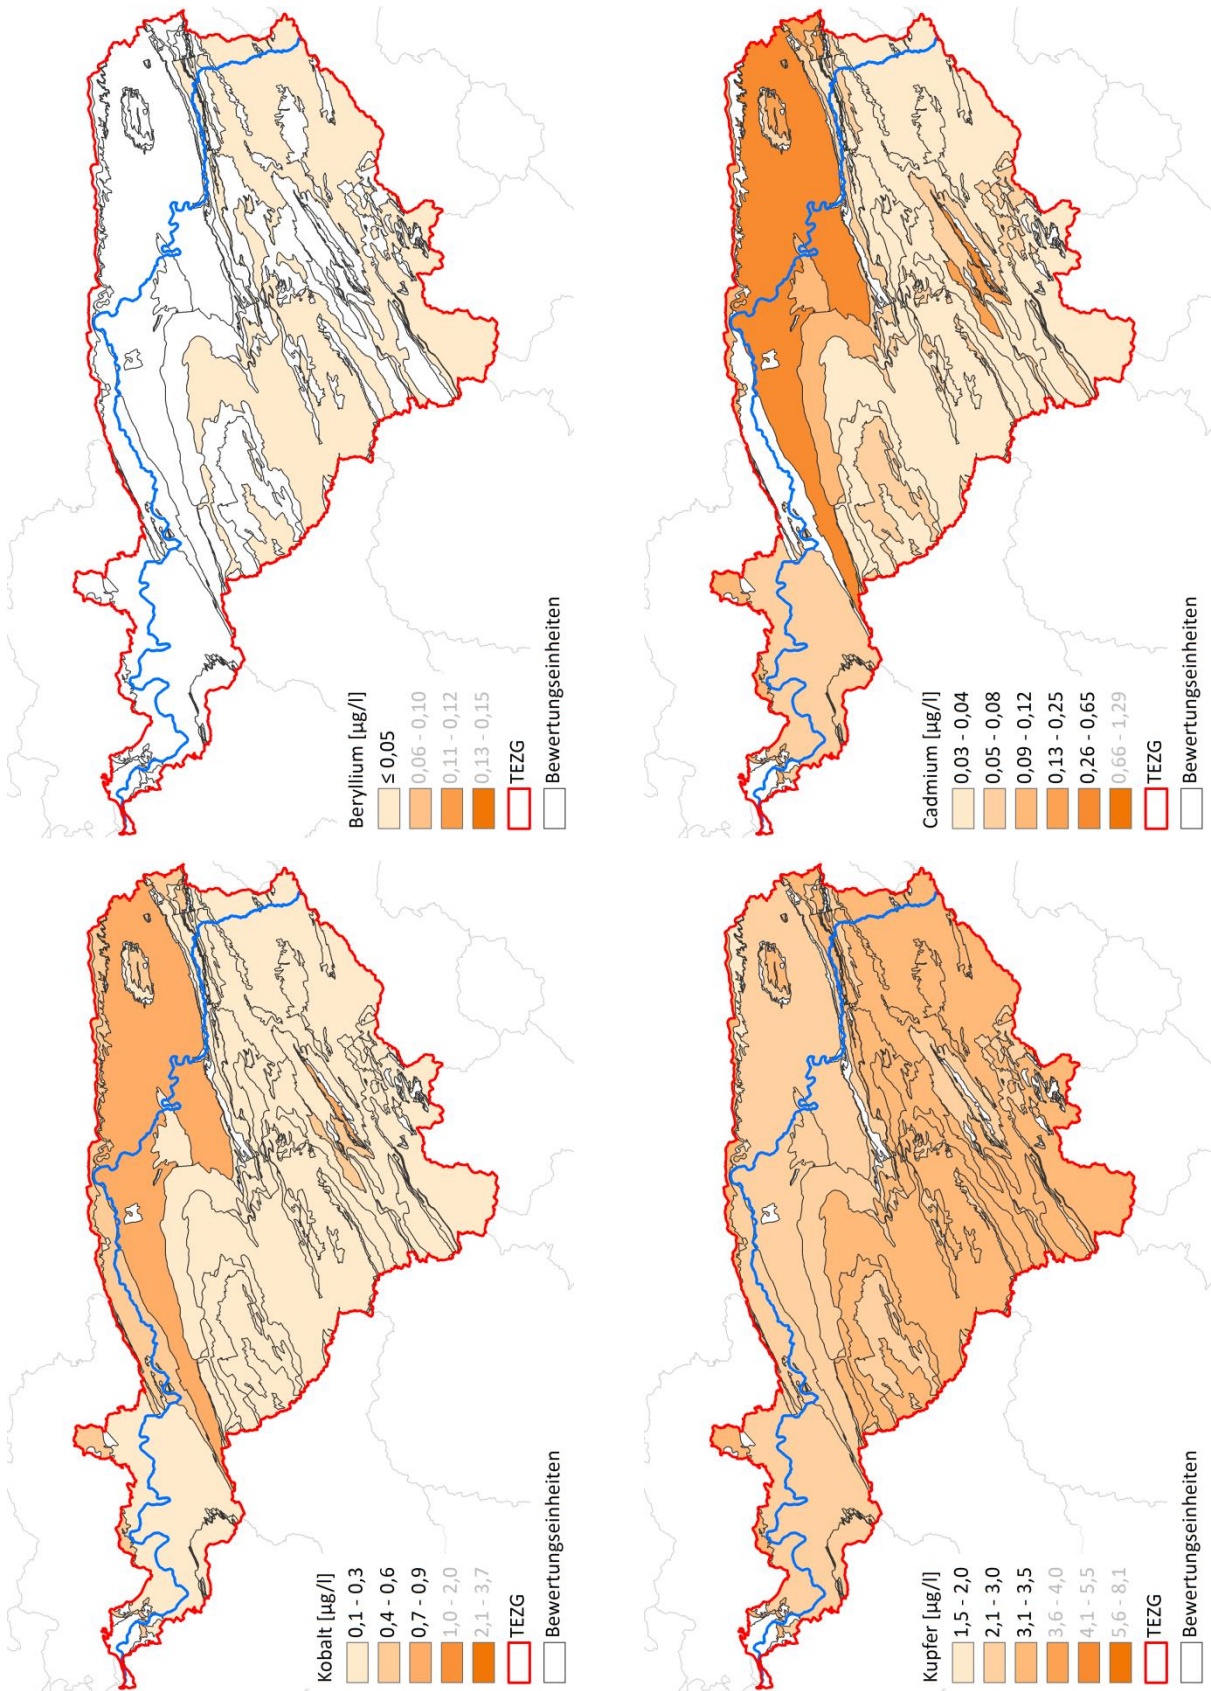 Kobalt [µg/l]
0,1 - 0,3
0,4 - 0,6
0,7 - 0,9
1,0 - 2,0
2,1 - 3,7
TEZG
Bewertungseinheiten
Beryllium [µg/l]
≤ 0,05
0,06 - 0,10
0,11 - 0,12
0,13 - 0,15
TEZG
Bewertungseinheiten
Kupfer [µg/l]
1,5 - 2,0
2,1 - 3,0
3,1 - 3,5
3,6 - 4,0
4,1 - 5,5
5,6 - 8,1
TEZG
Bewertungseinheiten
Cadmium [µg/l]
0,03 - 0,04
0,05 - 0,08
0,09 - 0,12
0,13 - 0,25
0,26 - 0,65
0,66 - 1,29
TEZG
Bewertungseinheiten